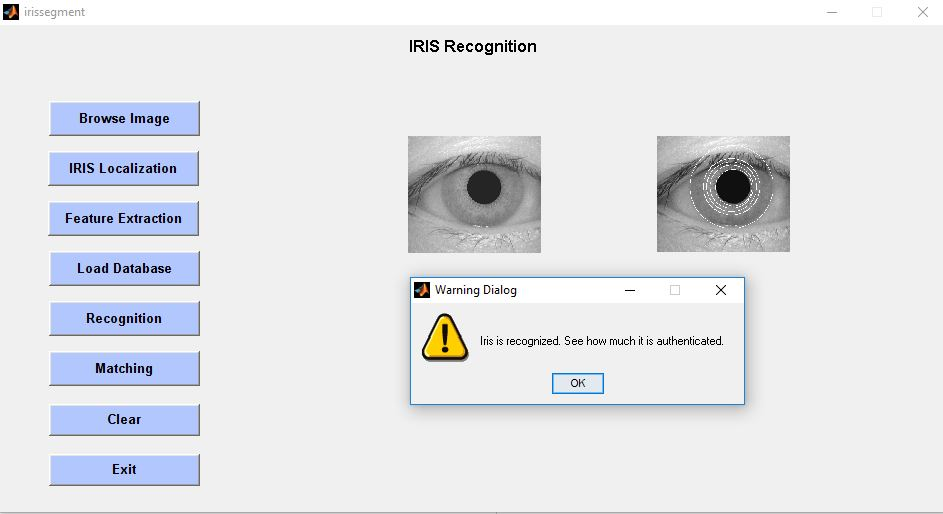 irissegment
IRIS Recognition
Browse Image
IRIS Localization
Feature Extraction
Load Database
Recognition
Matching
Clear
Exit
Warning Dialog
Iris is recognized. See how much it is authenticated.
OK